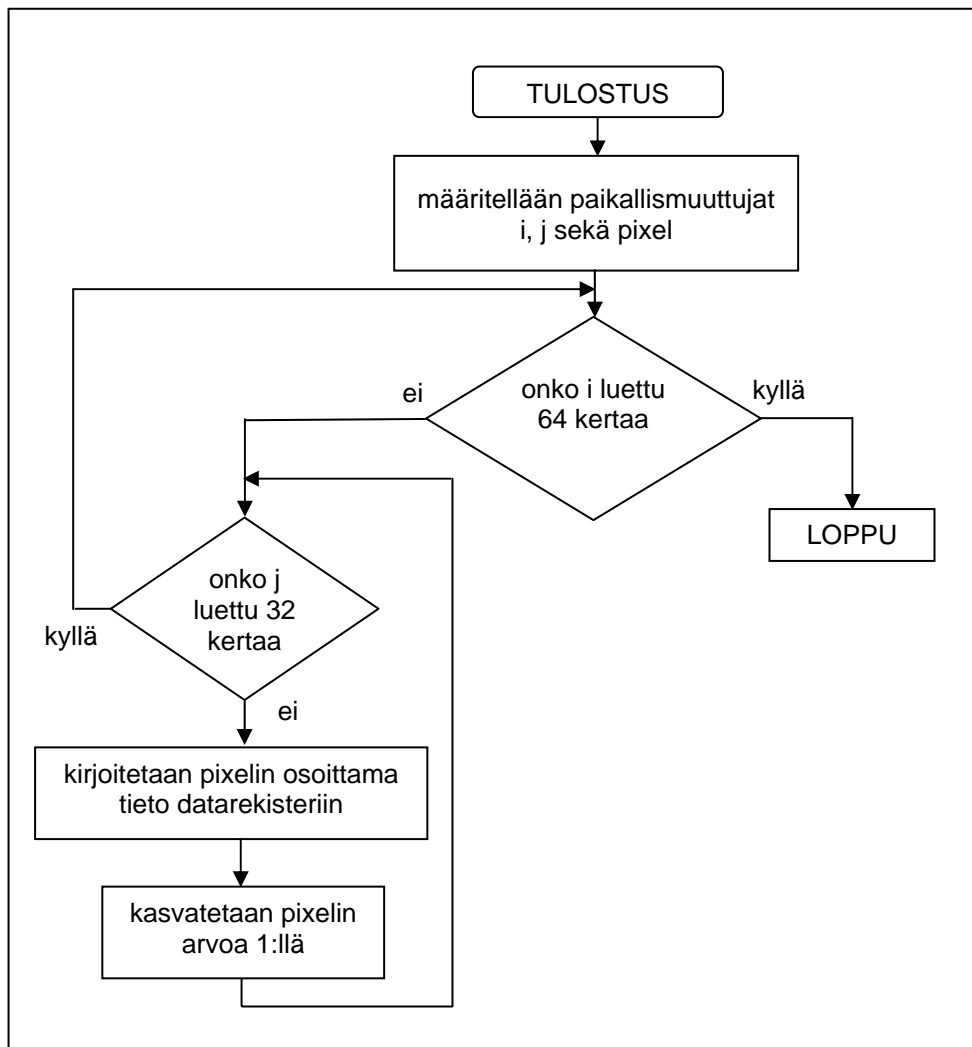 TULOSTUS
määritellään paikallismuuttujat
i, j sekä pixel
onko i luettu
64 kertaa
ei
kyllä
LOPPU
onko j
luettu 32
kertaa
kyllä
ei
kirjoitetaan pixelin osoittama
tieto datarekisteriin
kasvatetaan pixelin
arvoa 1:llä